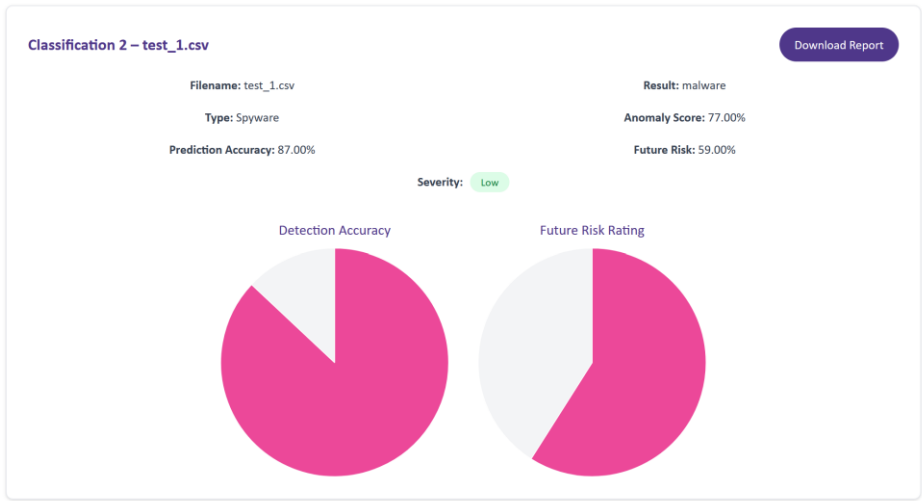 Classification 2 – test_1.csv
Download Report
Filename: test_1.csv
Result: malware
Type: Spyware
Anomaly Score: 77.00%
Prediction Accuracy: 87.00%
Future Risk: 59.00%
Severity: Low
Detection Accuracy
Future Risk Rating